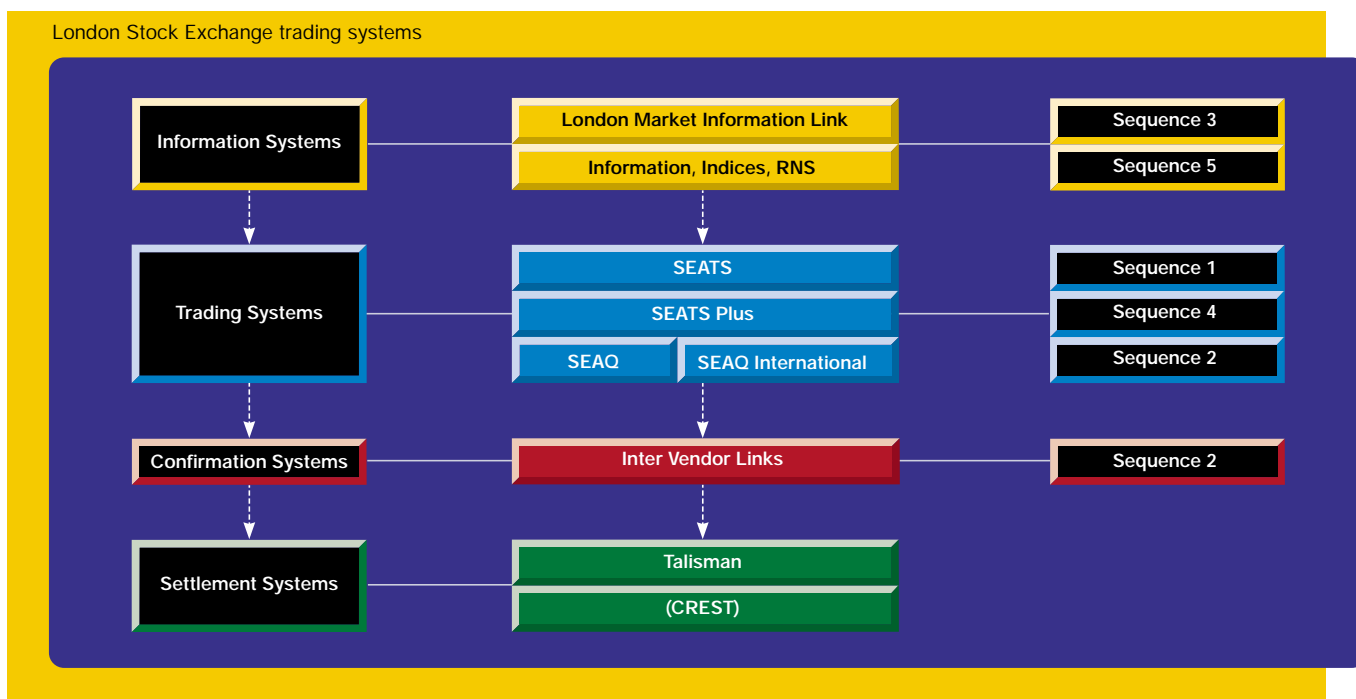 London Stock Exchange trading systems
Information Systems
London Market Information Link
Information, Indices, RNS
Sequence 3
Sequence 5
Trading Systems
SEATS
SEATS Plus
SEAQ
SEAQ International
Sequence 1
Sequence 4
Sequence 2
Confirmation Systems
Inter Vendor Links
Sequence 2
Settlement Systems
Talisman
(CREST)